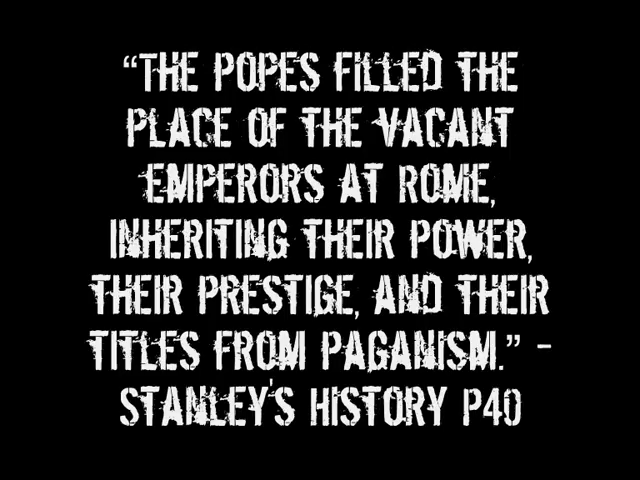 “THE POPES FILLED THE
PLACE OF THE VACANT
EMPERORS AT ROME,
INHERITING THEIR POWER,
THEIR PRESTIGE, AND THEIR
TITLES FROM PAGANISM.” -
STANLEY'S HISTORY P40